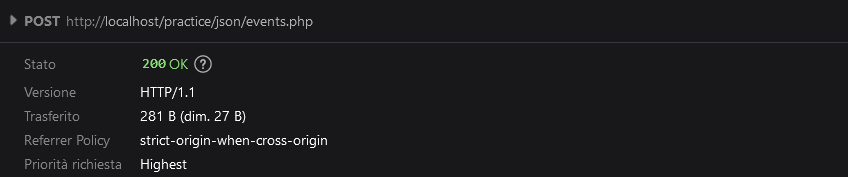 POST http://localhost/practice/json/events.php
Stato 200 OK ?
Versione HTTP/1.1
Trasferito 281 B (dim. 27 B)
Referrer Policy strict-origin-when-cross-origin
Priorità richiesta Highest